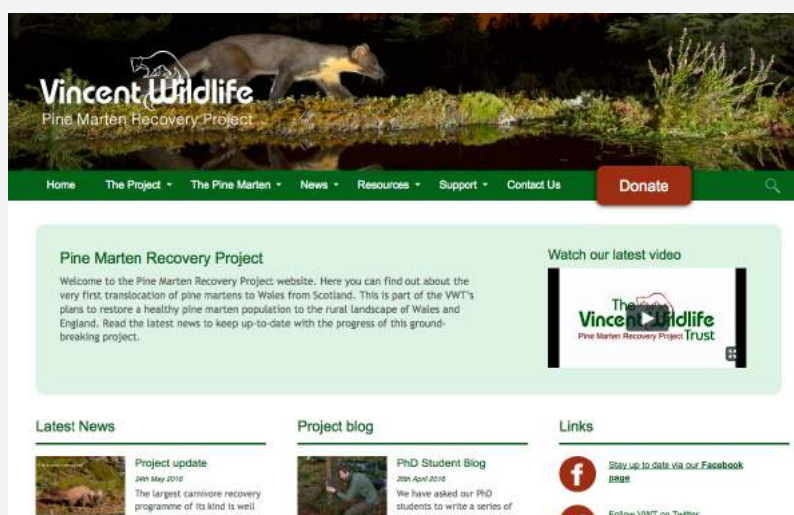 Vincent Wildlife
Pine Marten Recovery Project
Home The Project The Pine Marten News Resources Support Contact Us Donate
Pine Marten Recovery Project
Welcome to the Pine Marten Recovery Project website. Here you can find out about the
very first translocation of pine martens to Wales from Scotland. This is part of the VWT's
plans to restore a healthy pine marten population to the rural landscape of Wales and
England. Read the latest news to keep up-to-date with the progress of this ground-
breaking project.
Watch our latest video
The
Vincent Wildlife
Pine Marten Recovery Project Trust
Latest News
Project update
24th May 2016
The largest carnivore recovery
programme of its kind is well
Project blog
PhD Student Blog
26th April 2016
We have asked our PhD
students to write a series of
Links
f
Stay up to date via our Facebook
page
Follow VWT on Twitter